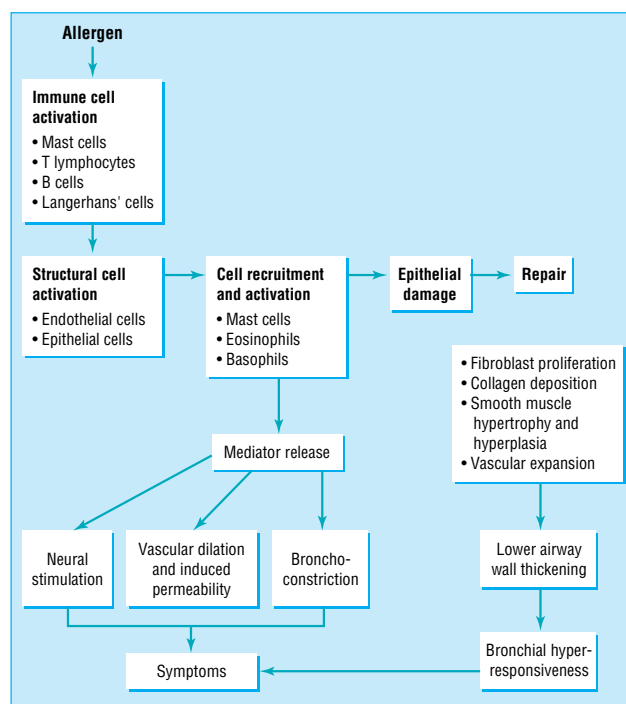 Allergen
Immune cell
activation
• Mast cells
• T lymphocytes
• B cells
• Langerhans' cells
Structural cell
activation
• Endothelial cells
• Epithelial cells
Cell recruitment
and activation
• Mast cells
• Eosinophils
• Basophils
Epithelial
damage
Repair
• Fibroblast proliferation
• Collagen deposition
• Smooth muscle
hypertrophy and
hyperplasia
• Vascular expansion
Mediator release
Neural
stimulation
Vascular dilation
and induced
permeability
Broncho-
constriction
Lower airway
wall thickening
Symptoms
Bronchial hyper-
responsiveness